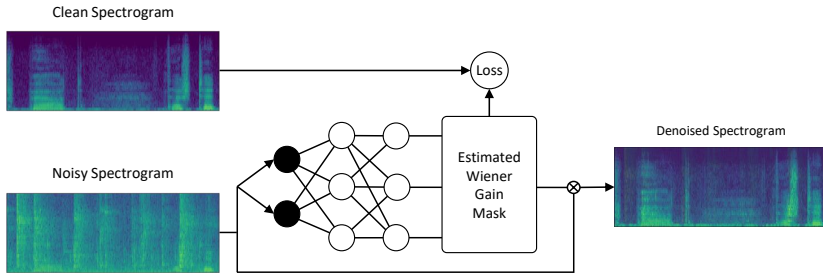 Clean Spectrogram
Loss
Noisy Spectrogram
Estimated
Wiener
Gain
Mask
Denoised Spectrogram